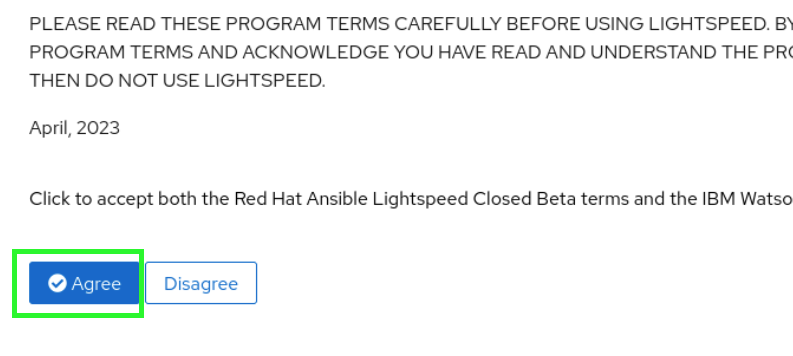 PLEASE READ THESE PROGRAM TERMS CAREFULLY BEFORE USING LIGHTSPEED. BY
PROGRAM TERMS AND ACKNOWLEDGE YOU HAVE READ AND UNDERSTAND THE
THEN DO NOT USE LIGHTSPEED.
April, 2023
Click to accept both the Red Hat Ansible Lightspeed Closed Beta terms and the IBM
Agree Disagree